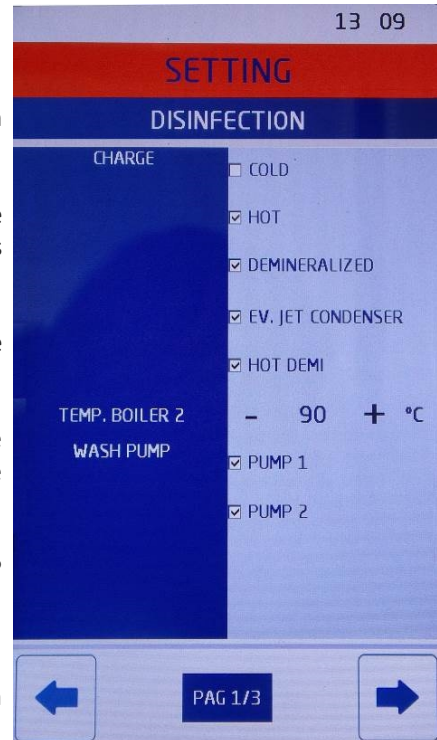 13 09
SETTING
DISINFECTION
CHARGE
COLD
HOT
DEMINERALIZED
EV. JET CONDENSER
HOT DEMI
TEMP. BOILER 2 - 90 + °C
WASH PUMP
PUMP 1
PUMP 2
PAG 1/3